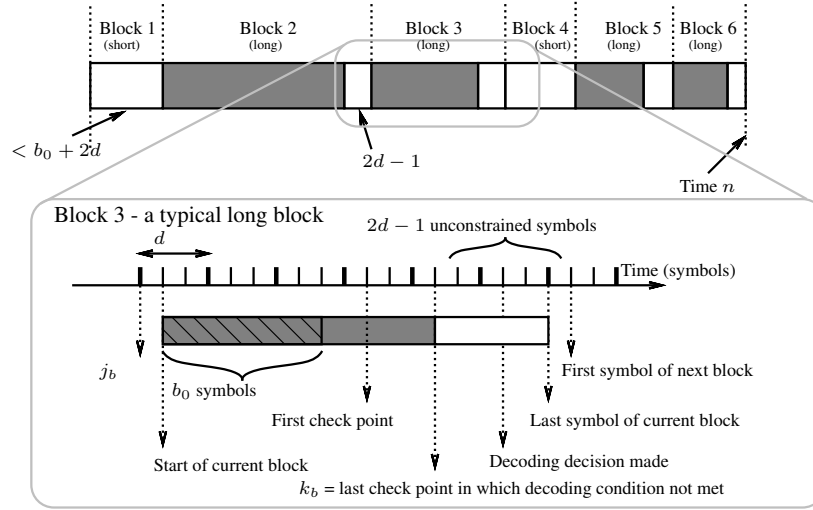 Block 1
(short)
Block 2
(long)
Block 3
(long)
Block 4
(short)
Block 5
(long)
Block 6
(long)
< b₀ + 2d
2d − 1
Time n
Block 3 - a typical long block
2d − 1 unconstrained symbols
d
Time (symbols)
j_b
b₀ symbols
First symbol of next block
First check point
Last symbol of current block
Start of current block
Decoding decision made
k_b = last check point in which decoding condition not met